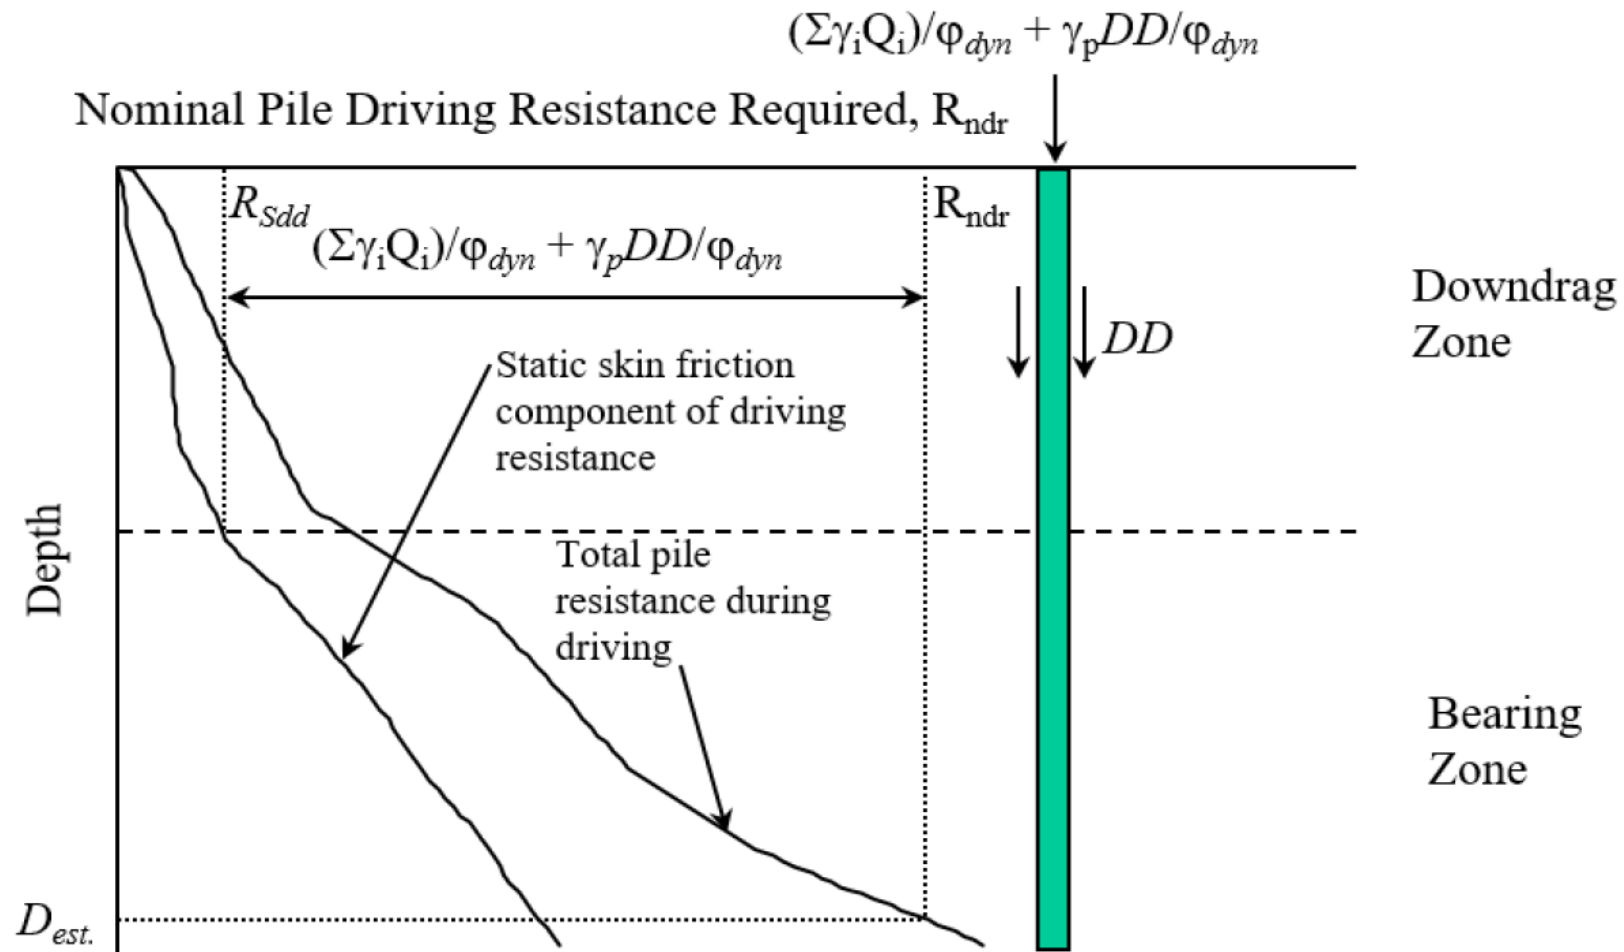 (Σγ_iQ_i)/φ_dyn + γ_pDD/φ_dyn
Nominal Pile Driving Resistance Required, R_ndr
R_Sdd
R_ndr
(Σγ_iQ_i)/φ_dyn + γ_pDD/φ_dyn
Downdrag
Zone
DD
Static skin friction
component of driving
resistance
Depth
Total pile
resistance during
driving
Bearing
Zone
D_est.